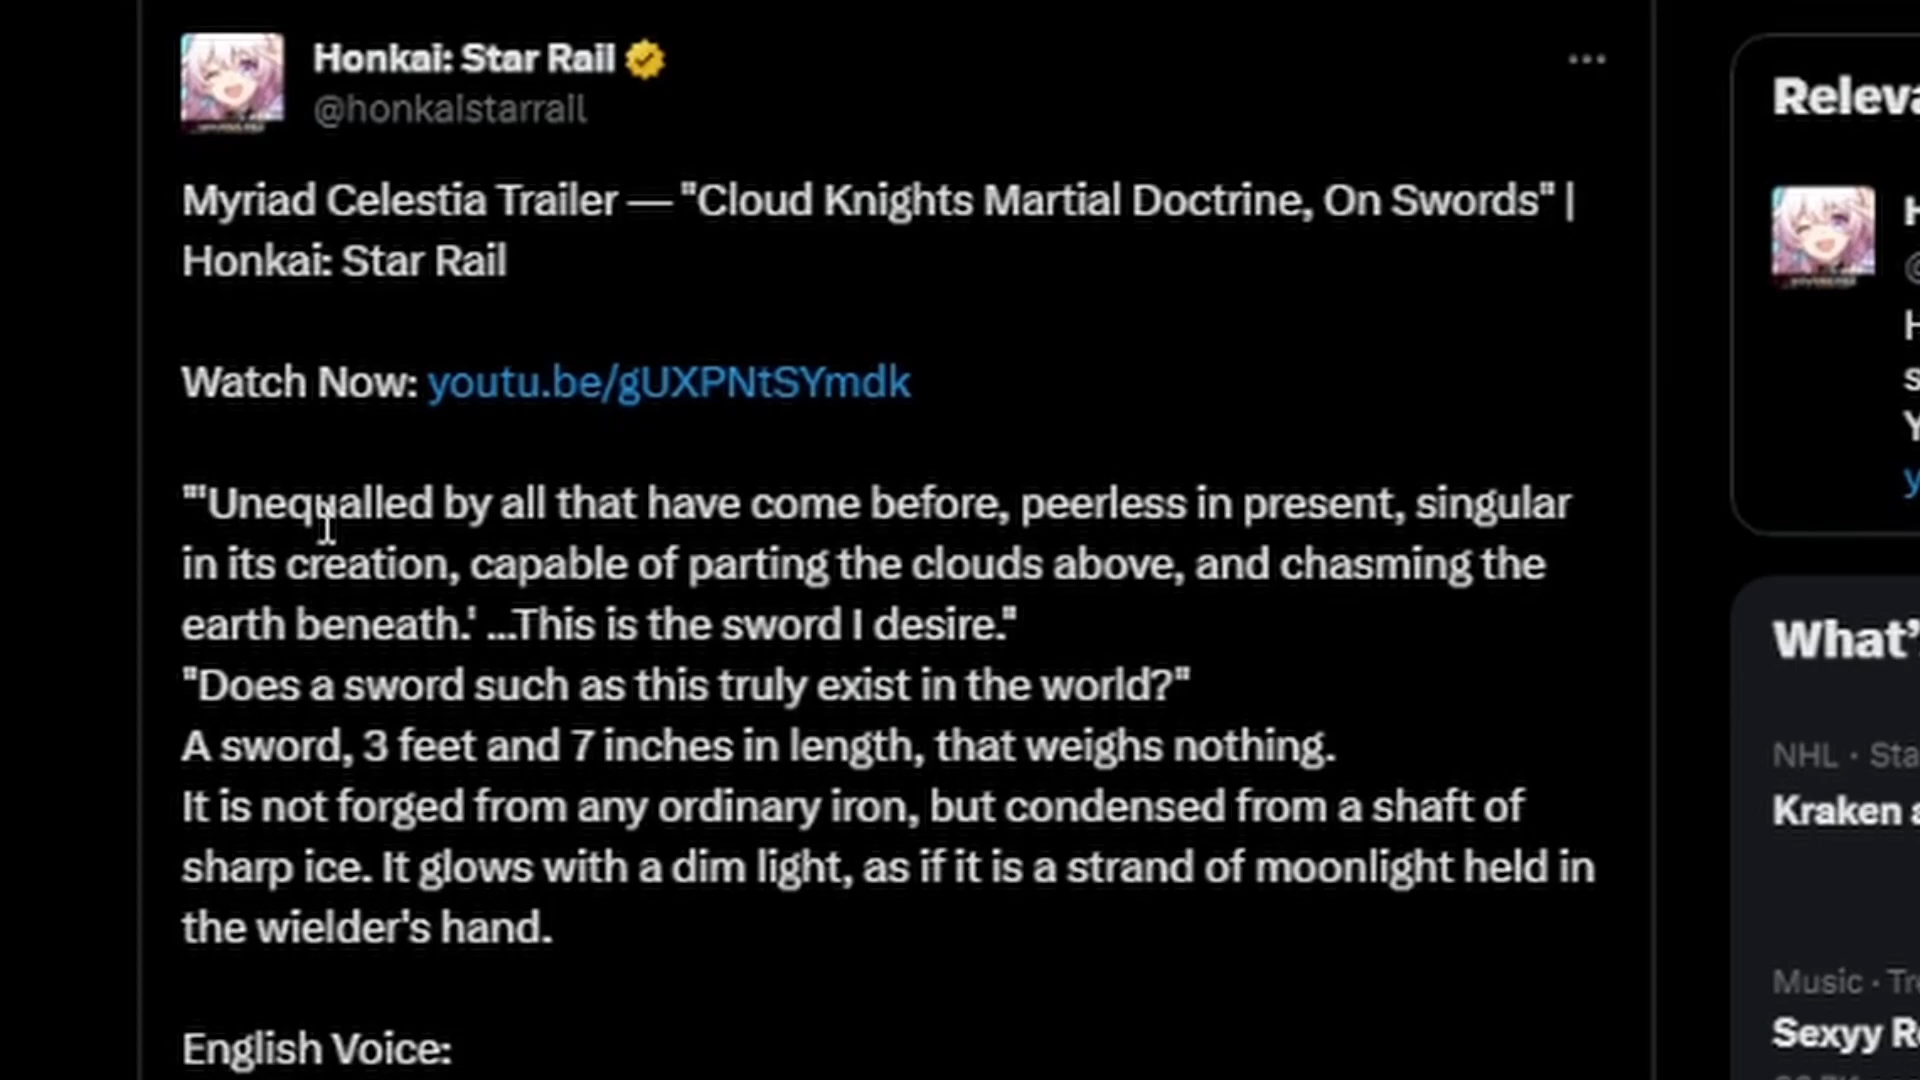 Honkai: Star Rail
@honkaistarrail
Myriad Celestia Trailer — "Cloud Knights Martial Doctrine, On Swords" |
Honkai: Star Rail
Watch Now: youtu.be/gUXPNtSYmdk
"'Unequalled by all that have come before, peerless in present, singular
in its creation, capable of parting the clouds above, and chasming the
earth beneath.' ...This is the sword I desire."
"Does a sword such as this truly exist in the world?"
A sword, 3 feet and 7 inches in length, that weighs nothing.
It is not forged from any ordinary iron, but condensed from a shaft of
sharp ice. It glows with a dim light, as if it is a strand of moonlight held in
the wielder's hand.
English Voice:
Releva
H
@
H
s
Y
y
What's
NHL · Sta
Kraken a
Music · Tre
Sexyy Re